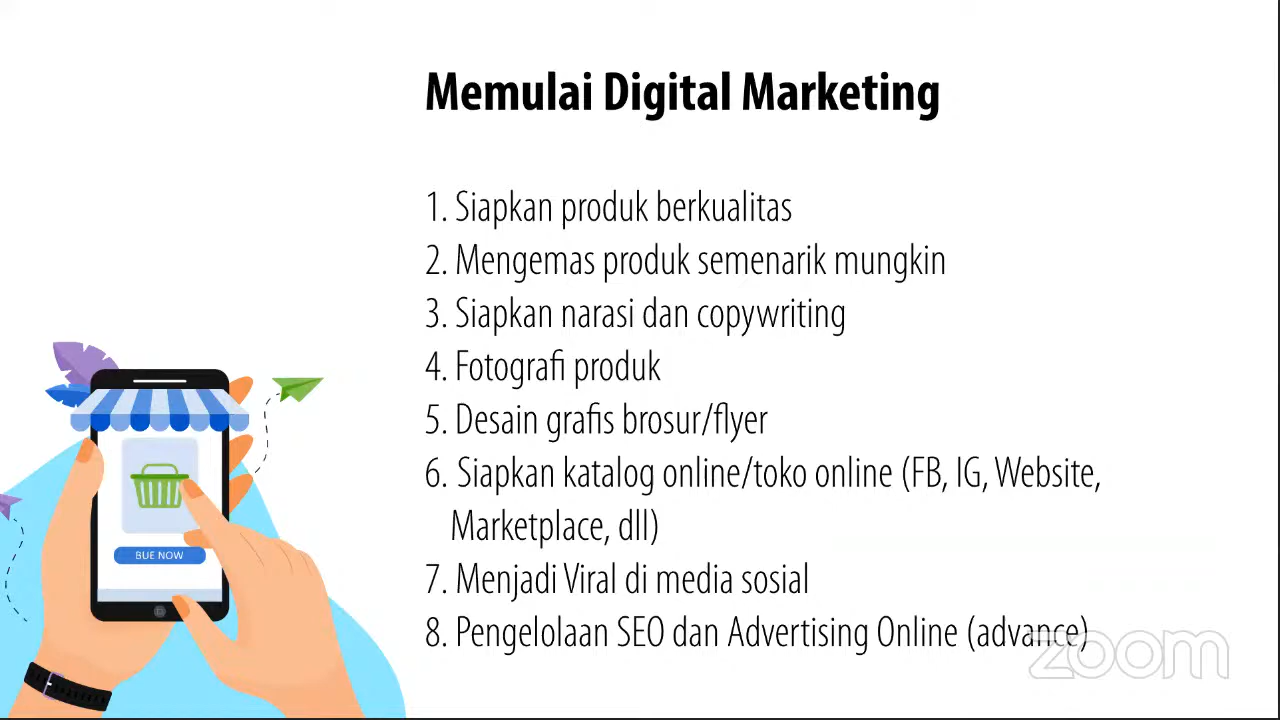 Memulai Digital Marketing
1. Siapkan produk berkualitas
2. Mengemas produk semenarik mungkin
3. Siapkan narasi dan copywriting
4. Fotografi produk
5. Desain grafis brosur/flyer
6. Siapkan katalog online/toko online (FB, IG, Website,
Marketplace, dll)
7. Menjadi Viral di media sosial
8. Pengelolaan SEO dan Advertising Online (advance)
BUE NOW
zoom